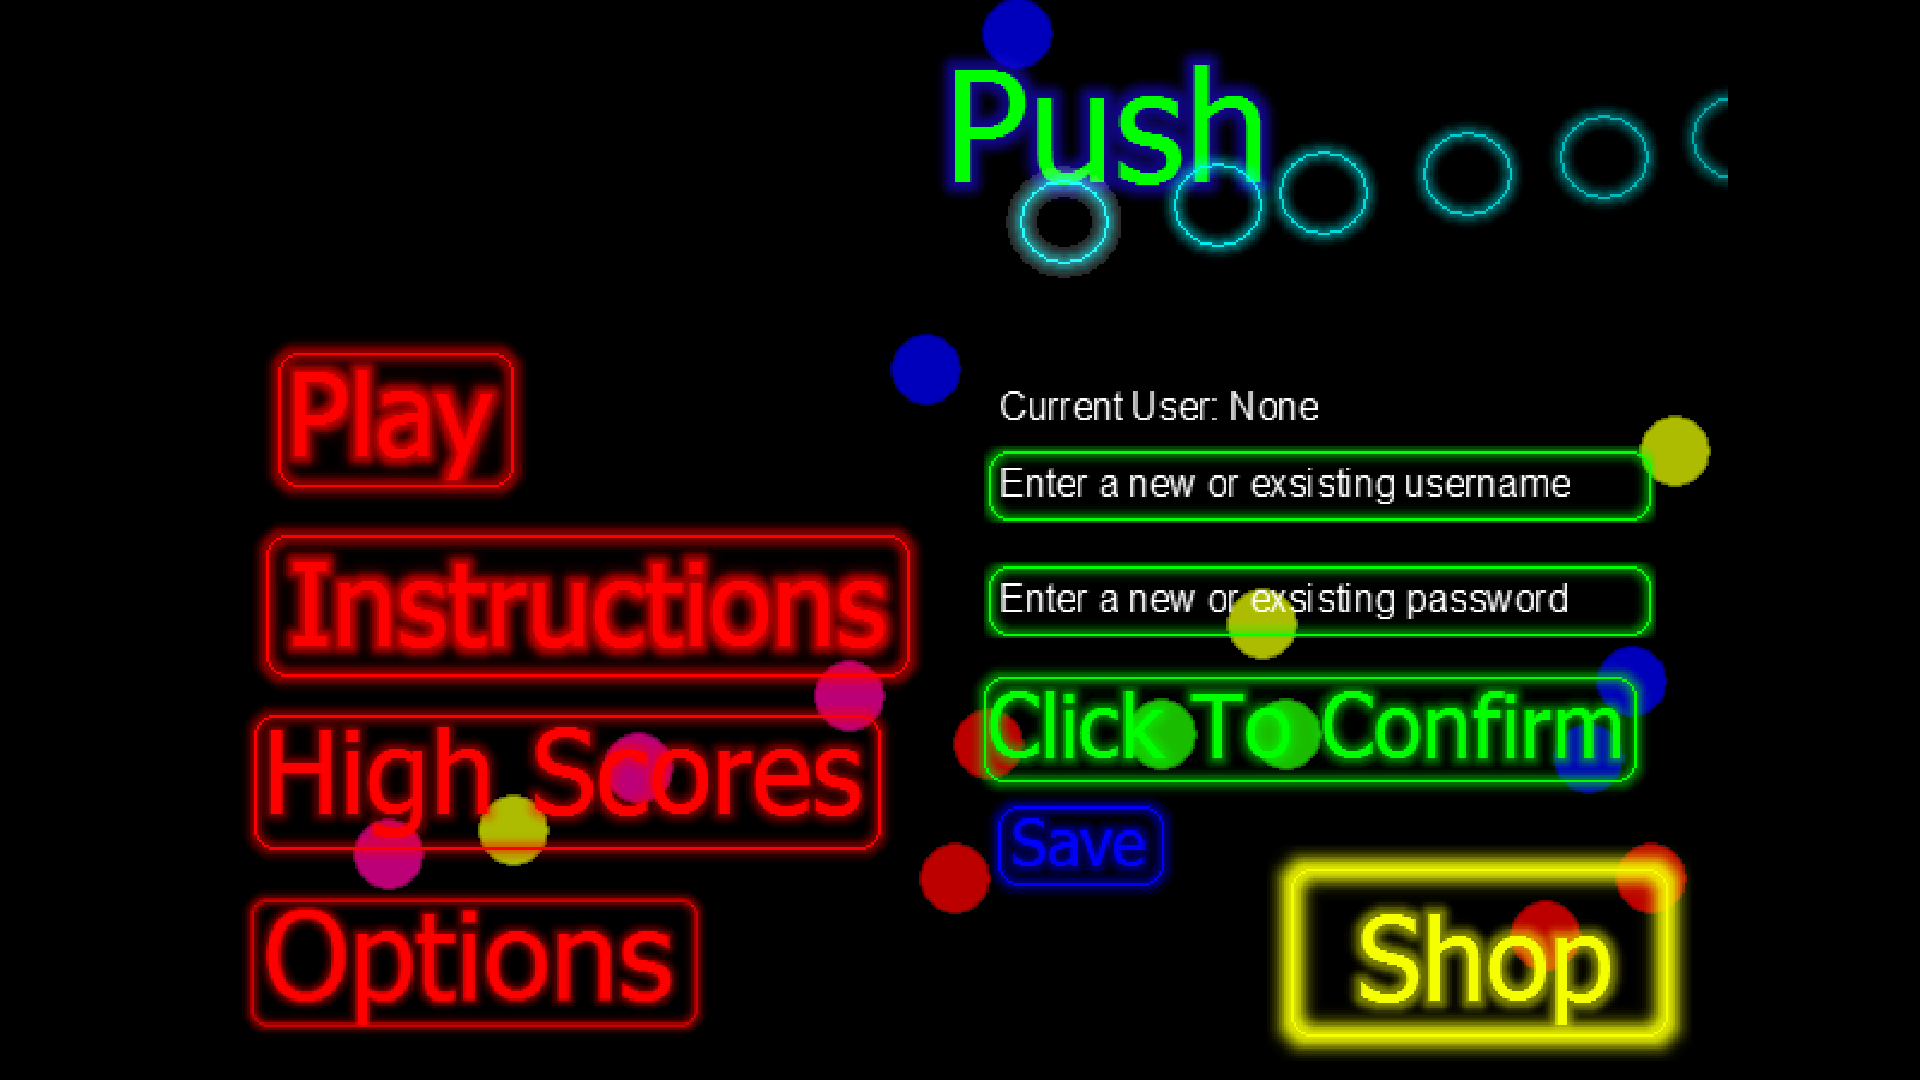 Push
Play
Instructions
High Scores
Options
Current User: None
Enter a new or exsisting username
Enter a new or exsisting password
Click To Confirm
Save
Shop